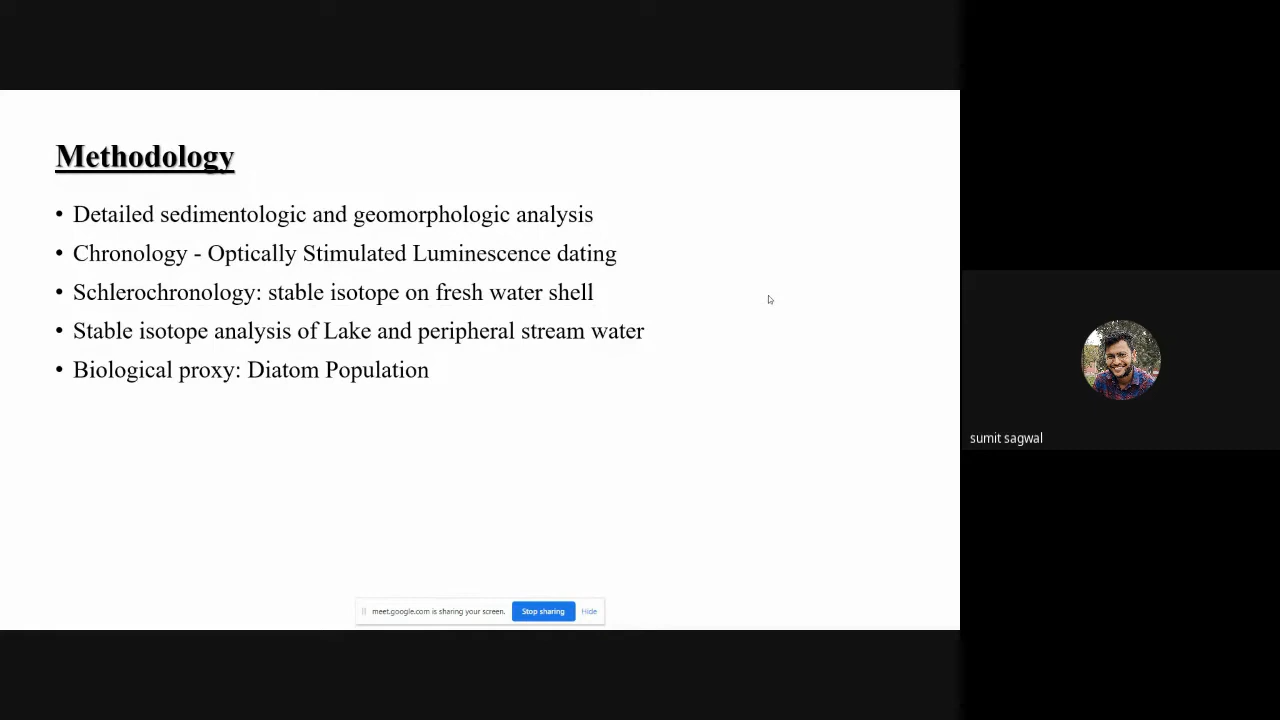 Methodology
• Detailed sedimentologic and geomorphologic analysis
• Chronology - Optically Stimulated Luminescence dating
• Schlerochronology: stable isotope on fresh water shell
• Stable isotope analysis of Lake and peripheral stream water
• Biological proxy: Diatom Population
sumit sagwal
meet.google.com is sharing your screen. Stop sharing Hide